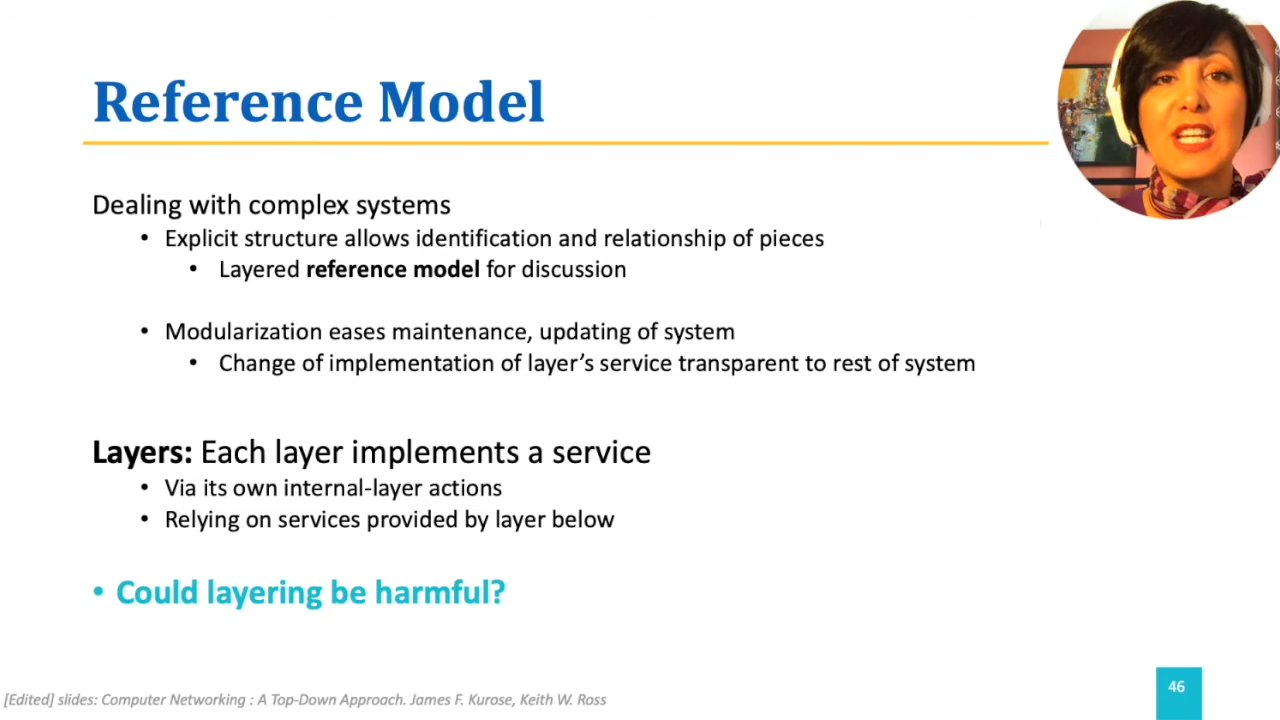 Reference Model
Dealing with complex systems
• Explicit structure allows identification and relationship of pieces
• Layered reference model for discussion
• Modularization eases maintenance, updating of system
• Change of implementation of layer’s service transparent to rest of system
Layers: Each layer implements a service
• Via its own internal-layer actions
• Relying on services provided by layer below
• Could layering be harmful?
[Edited] slides: Computer Networking : A Top-Down Approach. James F. Kurose, Keith W. Ross
46